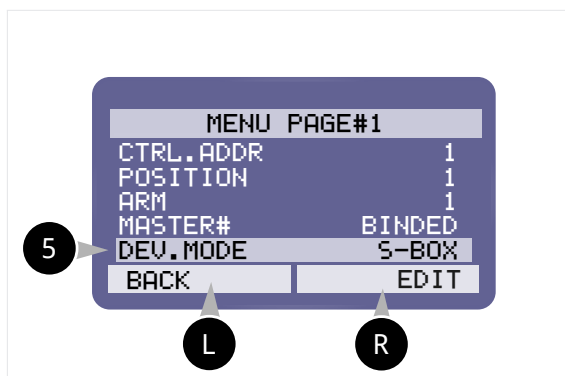 MENU PAGE#1
CTRL.ADDR 1
POSITION 1
ARM 1
MASTER# BINDED
5 DEV.MODE S-BOX
BACK EDIT
L R